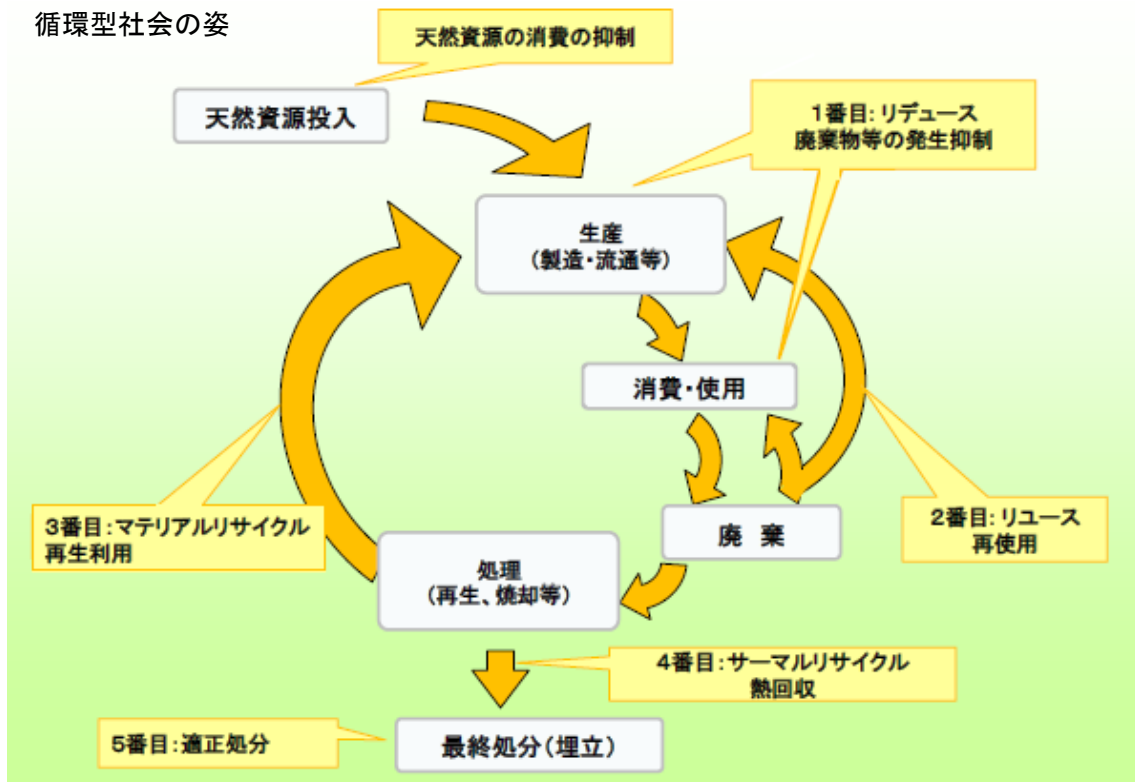 循環型社会の姿
天然資源の消費の抑制
天然資源投入
1番目:リデュース
廃棄物等の発生抑制
生産
(製造・流通等)
消費・使用
3番目:マテリアルリサイクル
再生利用
廃 棄
2番目:リユース
再使用
処理
(再生、焼却等)
4番目:サーマルリサイクル
熱回収
5番目:適正処分
最終処分(埋立)